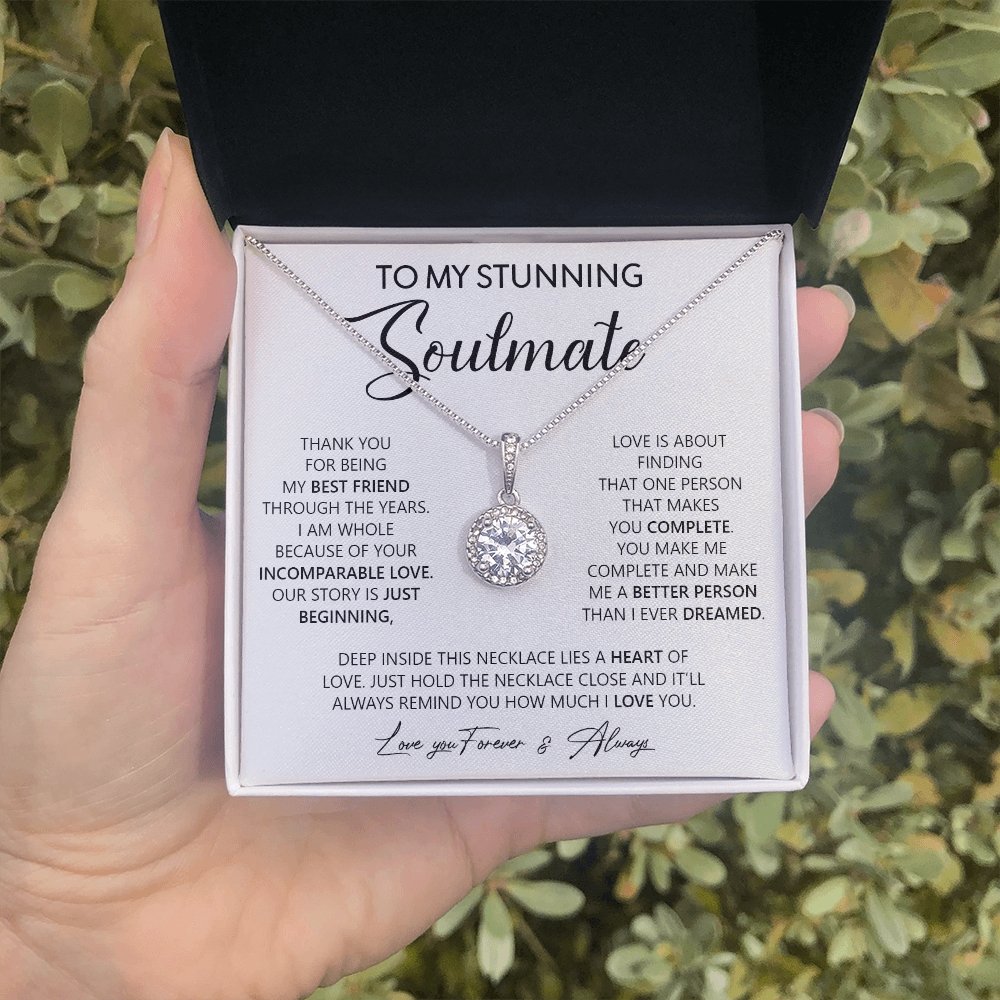 TO MY STUNNING
Soulmate
THANK YOU
FOR BEING
MY BEST FRIEND
THROUGH THE YEARS.
I AM WHOLE
BECAUSE OF YOUR
INCOMPARABLE LOVE.
OUR STORY IS JUST
BEGINNING,
LOVE IS ABOUT
FINDING
THAT ONE PERSON
THAT MAKES
YOU COMPLETE.
YOU MAKE ME
COMPLETE AND MAKE
ME A BETTER PERSON
THAN I EVER DREAMED.
DEEP INSIDE THIS NECKLACE LIES A HEART OF
LOVE. JUST HOLD THE NECKLACE CLOSE AND IT'LL
ALWAYS REMIND YOU HOW MUCH I LOVE YOU.
Love you Forever & Always